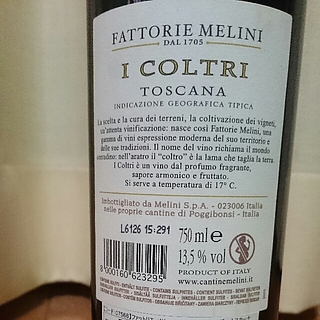 FATTORIE MELINI
DAL 1705
I COLTRI
TOSCANA
INDICAZIONE GEOGRAFICA TIPICA
La scelta e la cura dei terreni, la coltivazione dei vigneti,
un'attenta vinificazione: nasce così Fattorie Melini, una
gamma di vini espressione moderna del suo territorio e
delle sue tradizioni. Il nome del vino richiama il mondo
contadino: nell'aratro il "coltro" è la lama che taglia la terra.
I Coltri è un vino dal profumo fragrante,
sapore armonico e fruttato.
Si serve a temperatura di 17° C.
Imbottigliato da Melini S.p.A. - 023006 Italia
nelle proprie cantine di Poggibonsi - Italia
L6126 15:291
750 ml e
13,5% vol
8 000160 623295
PRODUCT OF ITALY
www.cantinemelini.it